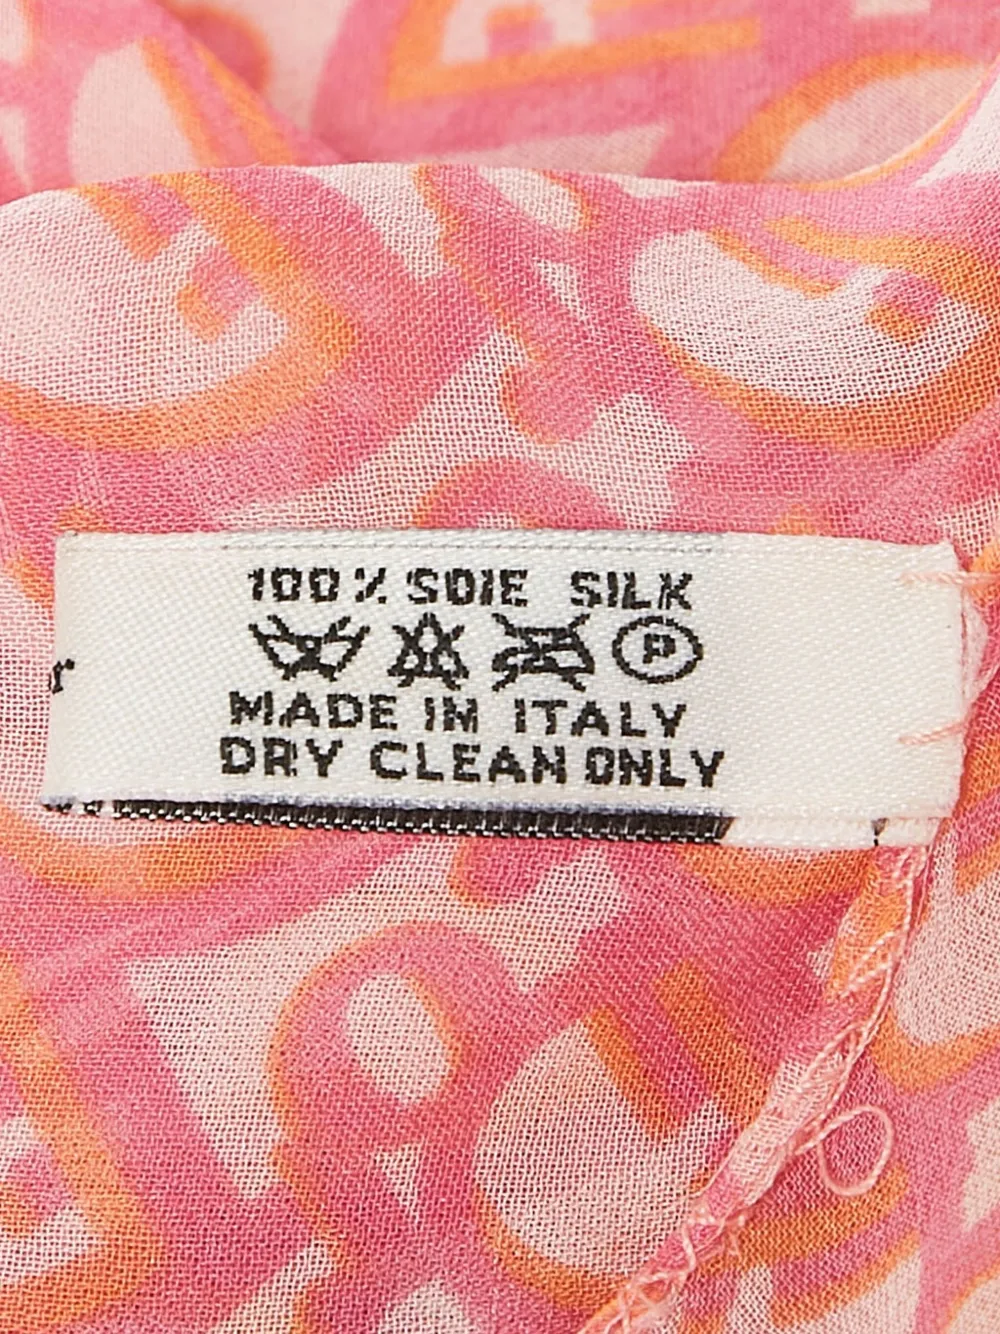 100% SOIE SILK
P
MADE IN ITALY
DRY CLEAN ONLY
r